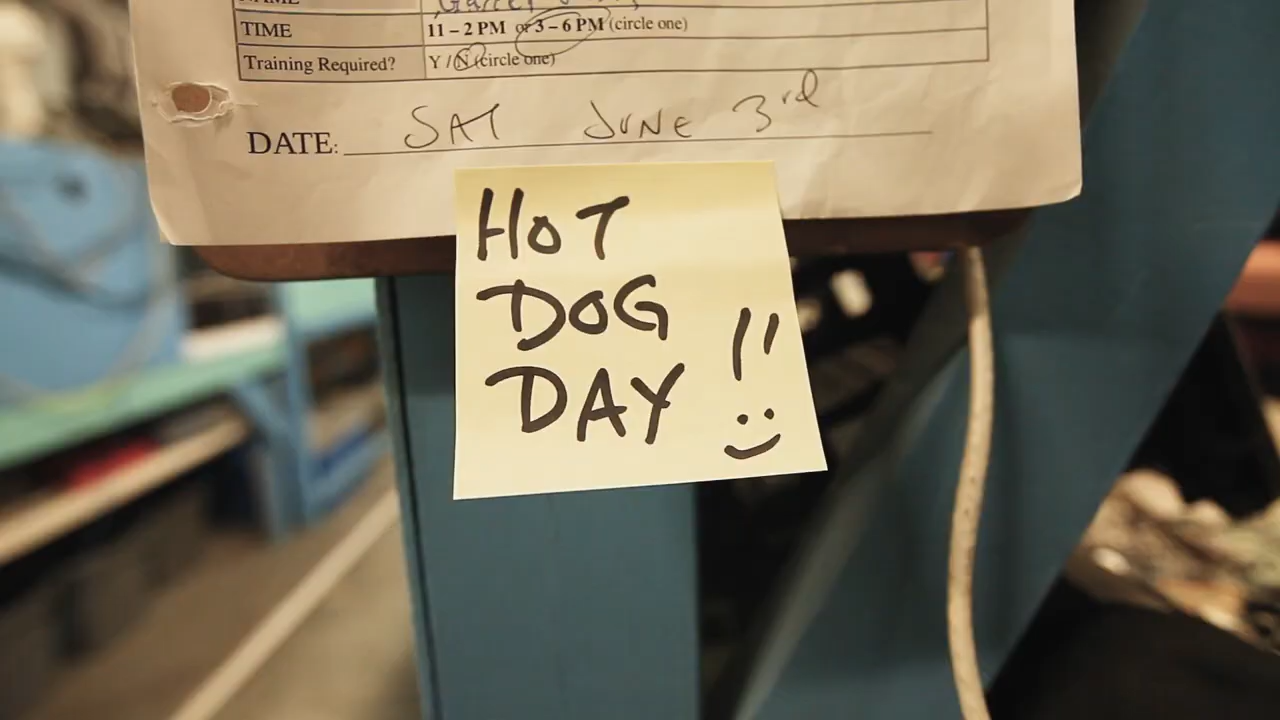 NAME
TIME 11 – 2 PM or 3 – 6 PM (circle one)
Training Required? Y / N (circle one)
DATE: SAT JUNE 3rd
HOT
DOG
DAY !!